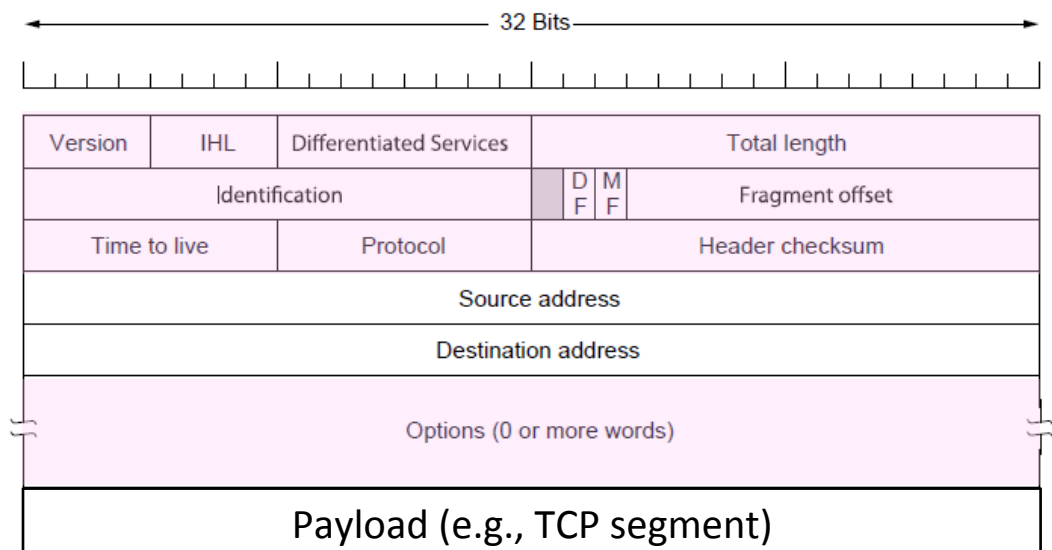 32 Bits
Version IHL Differentiated Services Total length
Identification D F M F Fragment offset
Time to live Protocol Header checksum
Source address
Destination address
Options (0 or more words)
Payload (e.g., TCP segment)